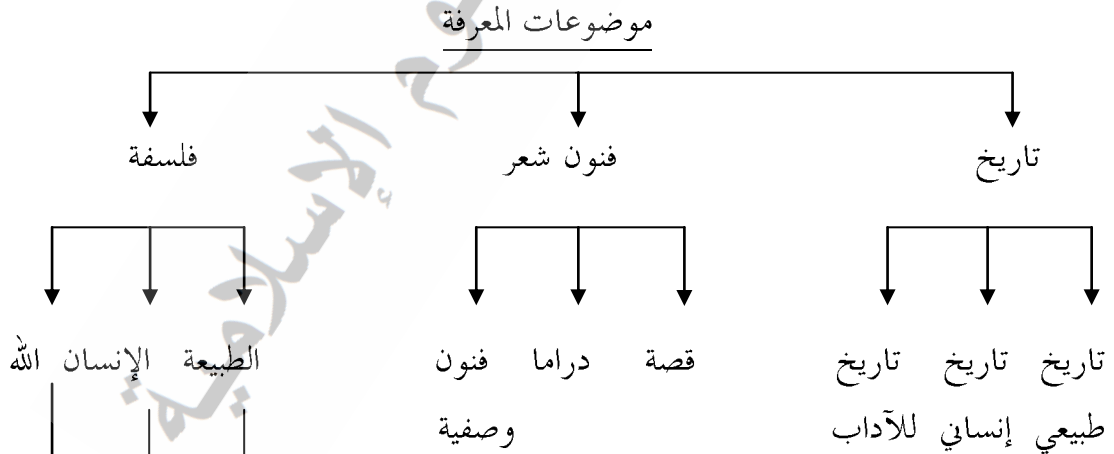 موضوعات المعرفة
تاريخ فنون شعر فلسفة
تاريخ تاريخ تاريخ قصة دراما فنون الطبيعة الإنسان الله
طبيعي إنساني للآداب وصفية
الإسلامية